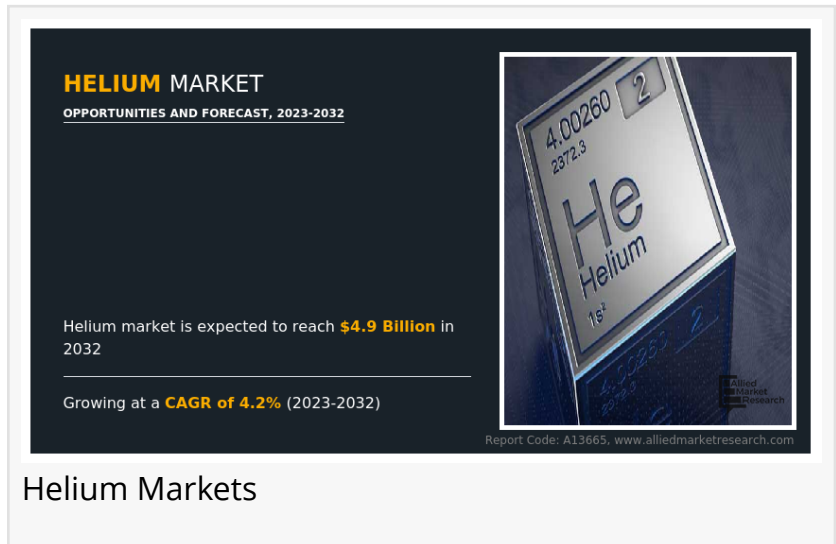 HELIUM MARKET
OPPORTUNITIES AND FORECAST, 2023-2032
Helium market is expected to reach $4.9 Billion in
2032
Growing at a CAGR of 4.2% (2023-2032)
4.00260
2
2372.3
He
Helium
1s²
2
Allied
Market
Research
Report Code: A13665, www.alliedmarketresearch.com
Helium Markets